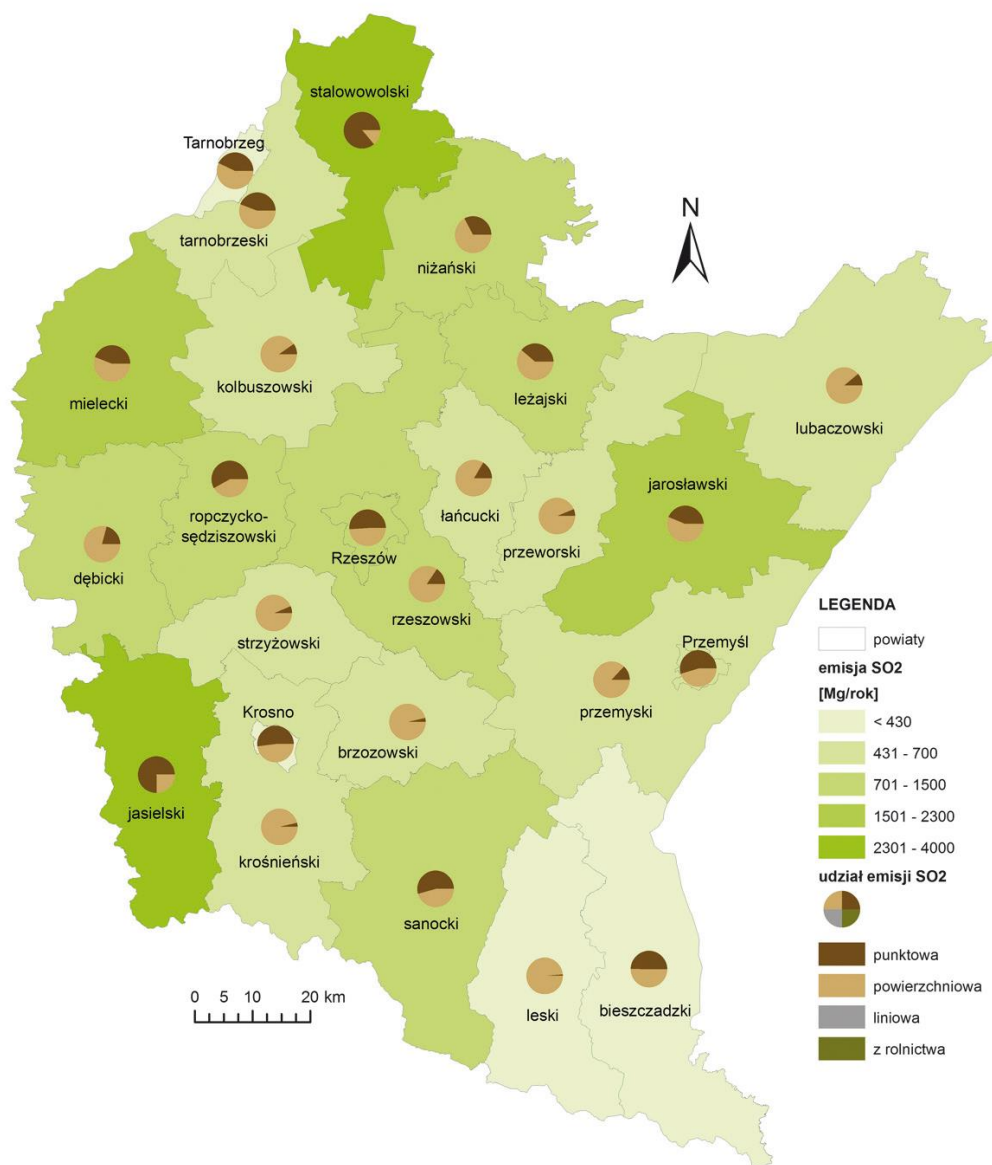 stalowowolski
Tarnobrzeg
N
tarnobrzeski
niżański
kolbuszowski
mielecki
leżajski
lubaczowski
jarosławski
ropczycko-
sędziszowski
łańcucki
przeworski
Rzeszów
dębicki
rzeszowski
strzyżowski
Przemyśl
przemyski
Krosno
brzozowski
jasielski
krośnieński
sanocki
leski
bieszczadzki
0 5 10 20 km
LEGENDA
powiaty
emisja SO2
[Mg/rok]
< 430
431 - 700
701 - 1500
1501 - 2300
2301 - 4000
udział emisji SO2
punktowa
powierzchniowa
liniowa
z rolnictwa